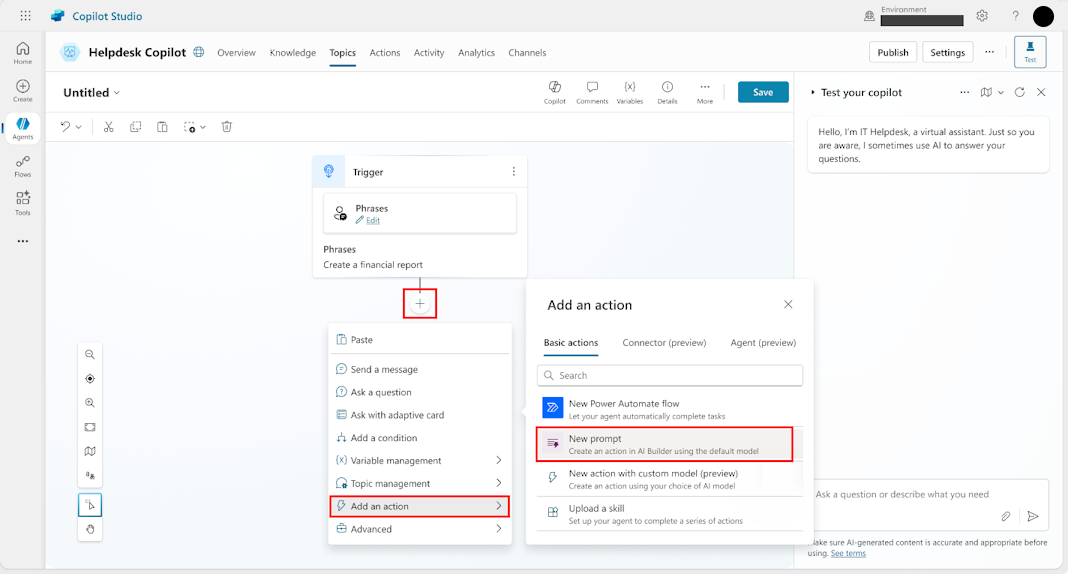 Copilot Studio
Environment
?
Helpdesk Copilot
Overview
Knowledge
Topics
Actions
Activity
Analytics
Channels
Publish
Settings
Test
Home
Create
Agents
Flows
Tools
Untitled
Copilot
Comments
Variables
Details
More
Save
Trigger
Phrases
Edit
Phrases
Create a financial report
Paste
Send a message
Ask a question
Ask with adaptive card
Add a condition
Variable management
Topic management
Add an action
Advanced
Add an action
Basic actions
Connector (preview)
Agent (preview)
Search
New Power Automate flow
Let your agent automatically complete tasks
New prompt
Create an action in AI Builder using the default model
New action with custom model (preview)
Create an action using your choice of AI model
Upload a skill
Set up your agent to complete a series of actions
Test your copilot
Hello, I'm IT Helpdesk, a virtual assistant. Just so you
are aware, I sometimes use AI to answer your
questions.
Ask a question or describe what you need
Make sure AI-generated content is accurate and appropriate before
using. See terms